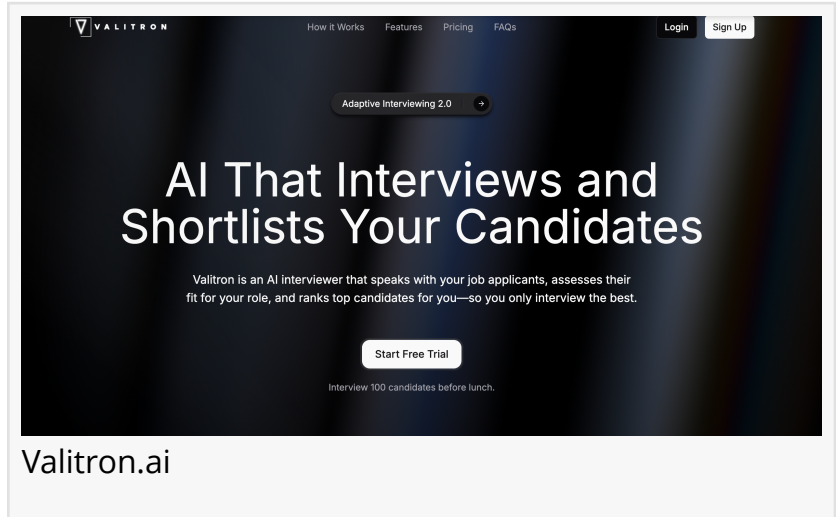 VALITRON
How it Works Features Pricing FAQs
Login Sign Up
Adaptive Interviewing 2.0
AI That Interviews and
Shortlists Your Candidates
Valitron is an AI interviewer that speaks with your job applicants, assesses their
fit for your role, and ranks top candidates for you—so you only interview the best.
Start Free Trial
Interview 100 candidates before lunch.
Valitron.ai